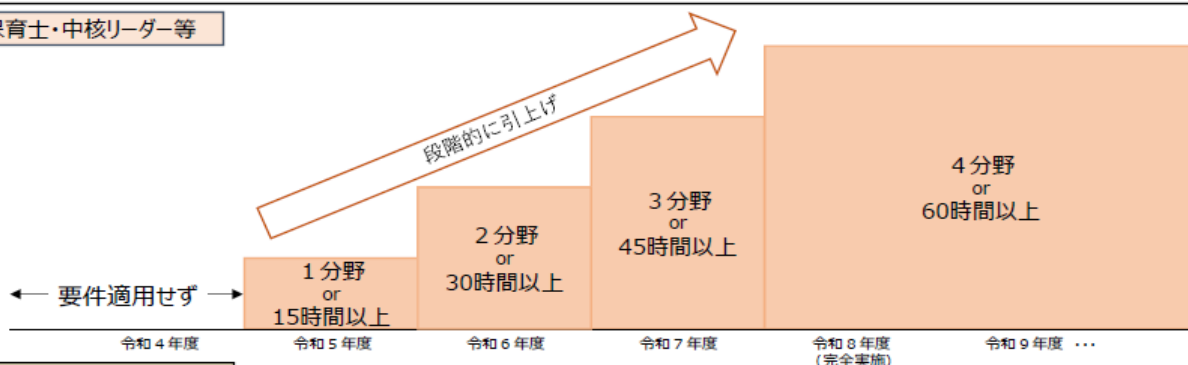 育士・中核リーダー等
段階的に引上げ
4分野
or
60時間以上
3分野
or
45時間以上
2分野
or
30時間以上
1分野
or
15時間以上
← 要件適用せず →
令和4年度 令和5年度 令和6年度 令和7年度 令和8年度 令和9年度 …
(完全実施)